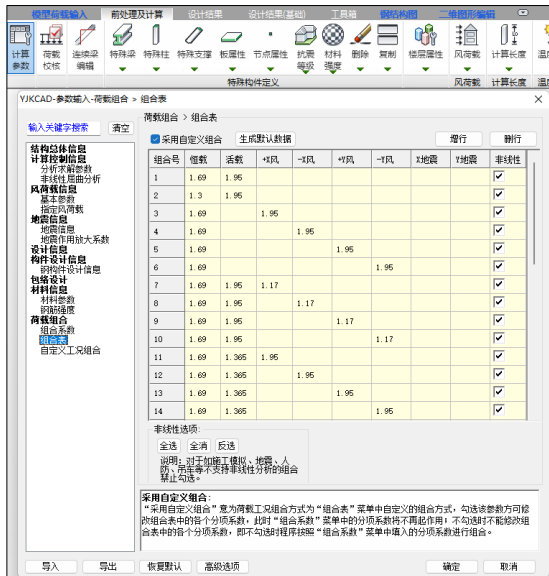 模型荷载输入 前处理及计算 设计结果 设计结果(基础) 工具箱 钢结构图 二维图形编辑
计算参数 荷载校核 连续梁编辑 特殊梁 特殊柱 特殊支撑 板属性 节点属性 抗震等级 材料强度 删除 复制 楼层属性 风荷载 计算长度 温
特殊构件定义 风荷载 计算长度 温
YJKCAD-参数输入-荷载组合 > 组合表
输入关键字搜索 清空
结构总体信息
计算控制信息
分析求解参数
非线性屈曲分析
风荷载信息
基本参数
指定风荷载
地震信息
地震信息
地震作用放大系数
设计信息
构件设计信息
钢构件设计信息
包络设计
材料信息
材料参数
钢筋强度
荷载组合
组合系数
组合表
自定义工况组合
荷载组合 > 组合表
采用自定义组合 生成默认数据 增行 删行
组合号 恒载 活载 +X风 -X风 +Y风 -Y风 X地震 Y地震 非线性
1 1.69 1.95
2 1.3 1.95
3 1.69 1.95
4 1.69 1.95
5 1.69 1.95
6 1.69 1.95
7 1.69 1.95 1.17
8 1.69 1.95 1.17
9 1.69 1.95 1.17
10 1.69 1.95 1.17
11 1.69 1.365 1.95
12 1.69 1.365 1.95
13 1.69 1.365 1.95
14 1.69 1.365 1.95
非线性选项:
全选 全消 反选
说明: 对于如施工模拟、地震、人
防、吊车等不支持非线性分析的组合
禁止勾选。
采用自定义组合:
“采用自定义组合”意为荷载工况组合方式为“组合表”菜单中自定义的组合方式，勾选该参数方可修
改组合表中的各个分项系数，此时“组合系数”菜单中的分项系数将不再起作用；不勾选时不能修改组
合表中的各个分项系数，即不勾选时程序按照“组合系数”菜单中填入的分项系数进行组合。
导入 导出 恢复默认 高级选项 确定 取消